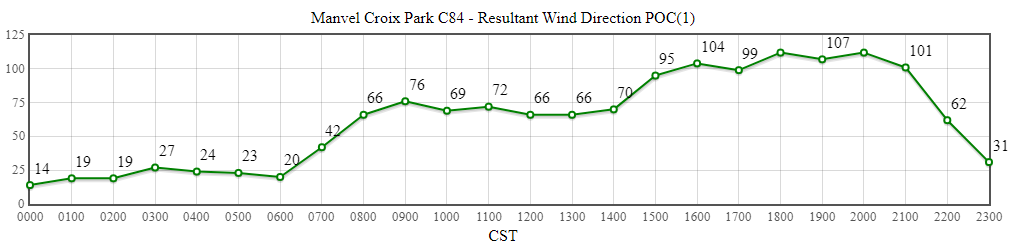 Manvel Croix Park C84 - Resultant Wind Direction POC(1)
125
100
75
50
25
0
14 19 19 27 24 23 20 42 66 76 69 72 66 66 70 95 104 99 107 101 62 31
0000 0100 0200 0300 0400 0500 0600 0700 0800 0900 1000 1100 1200 1300 1400 1500 1600 1700 1800 1900 2000 2100 2200 2300
CST